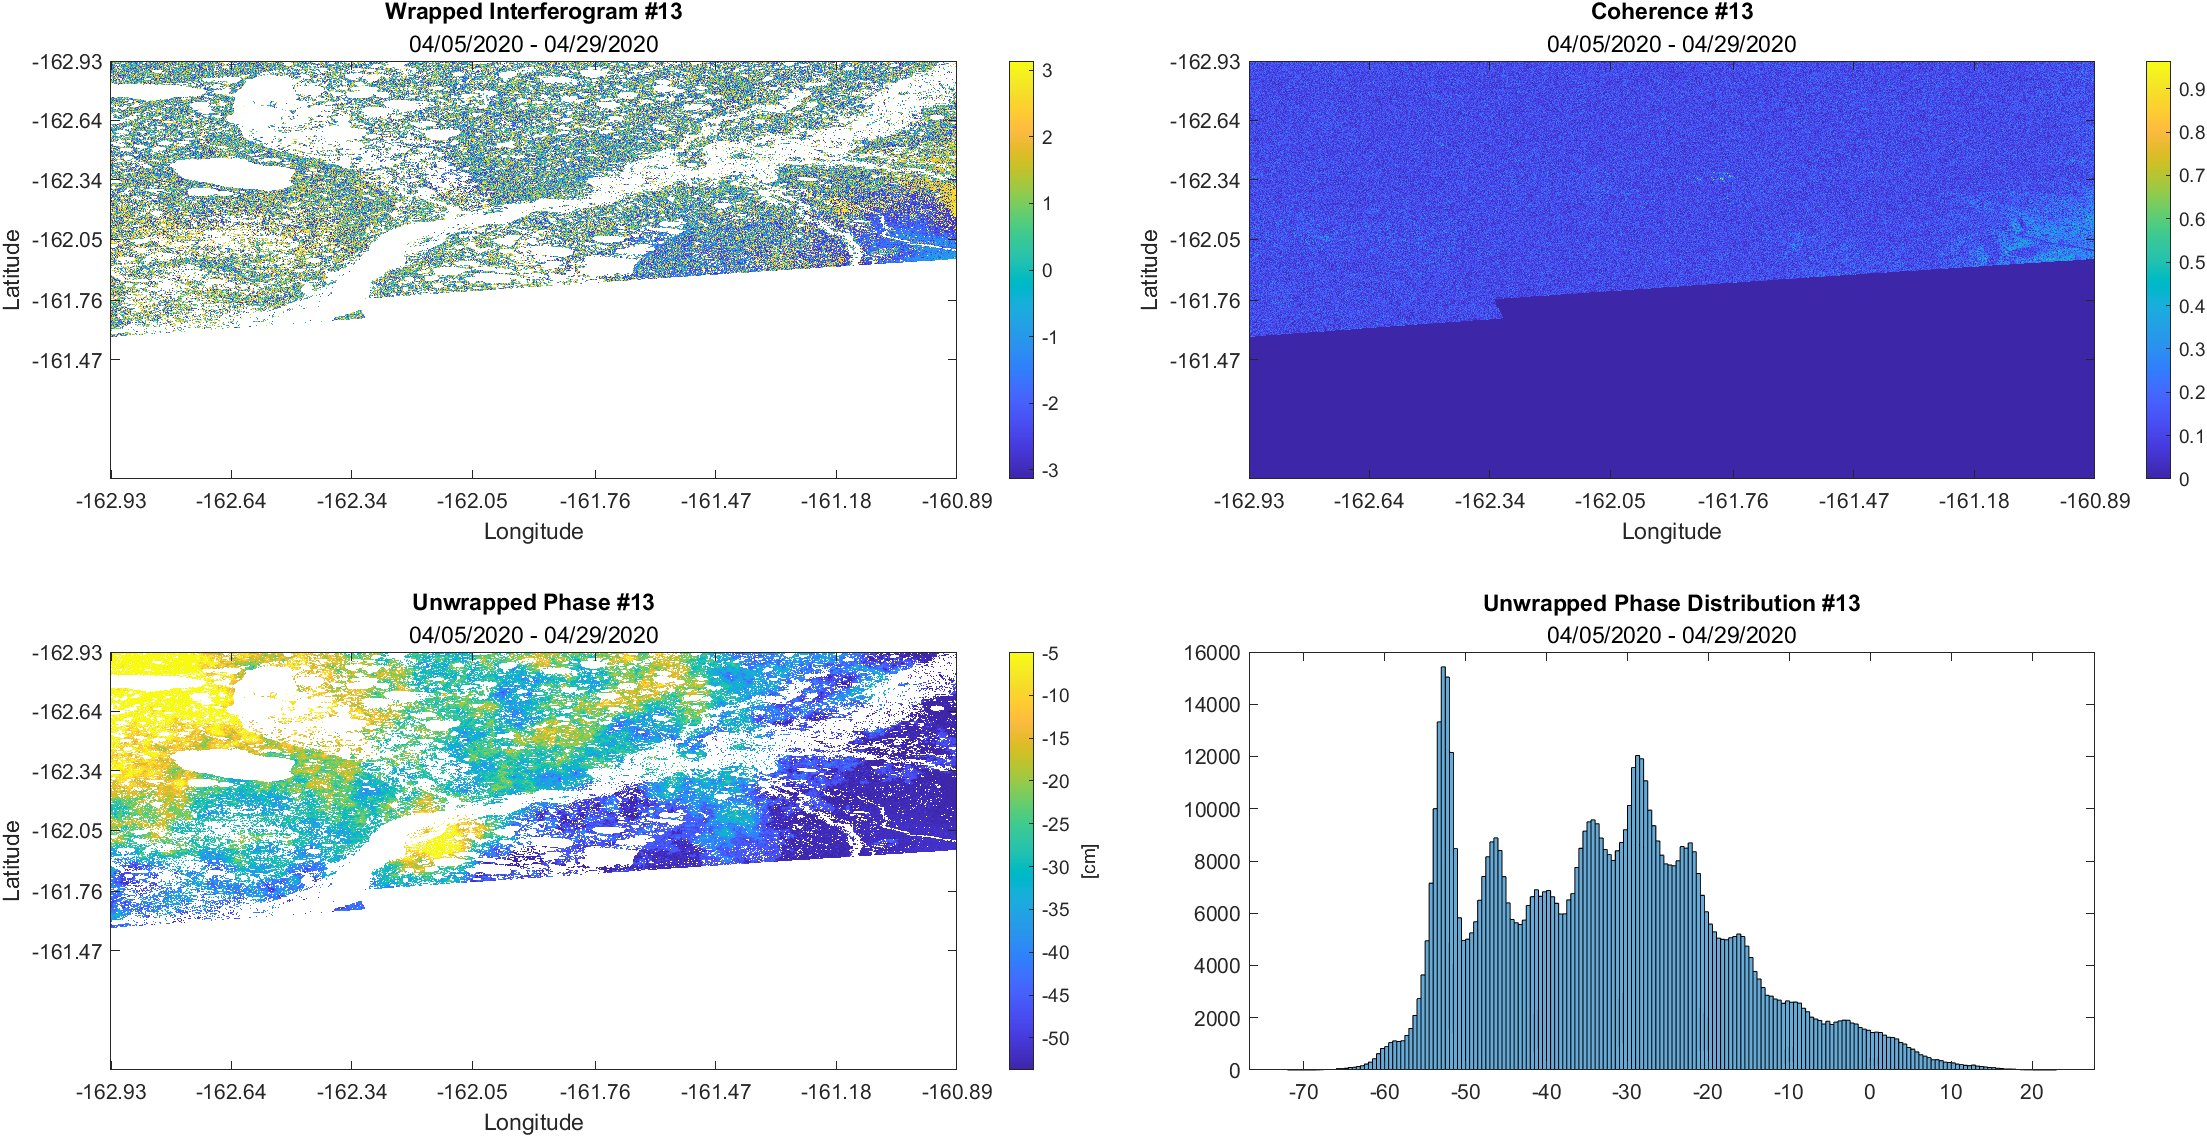 Wrapped Interferogram #13
04/05/2020 - 04/29/2020
-162.93
-162.64
-162.34
-162.05
-161.76
-161.47
Latitude
-162.93 -162.64 -162.34 -162.05 -161.76 -161.47 -161.18 -160.89
Longitude
3
2
1
0
-1
-2
-3
Coherence #13
04/05/2020 - 04/29/2020
-162.93
-162.64
-162.34
-162.05
-161.76
-161.47
Latitude
-162.93 -162.64 -162.34 -162.05 -161.76 -161.47 -161.18 -160.89
Longitude
0.9
0.8
0.7
0.6
0.5
0.4
0.3
0.2
0.1
0
Unwrapped Phase #13
04/05/2020 - 04/29/2020
-162.93
-162.64
-162.34
-162.05
-161.76
-161.47
Latitude
-162.93 -162.64 -162.34 -162.05 -161.76 -161.47 -161.18 -160.89
Longitude
-5
-10
-15
-20
-25
-30
-35
-40
-45
-50
[cm]
Unwrapped Phase Distribution #13
04/05/2020 - 04/29/2020
16000
14000
12000
10000
8000
6000
4000
2000
0
-70 -60 -50 -40 -30 -20 -10 0 10 20